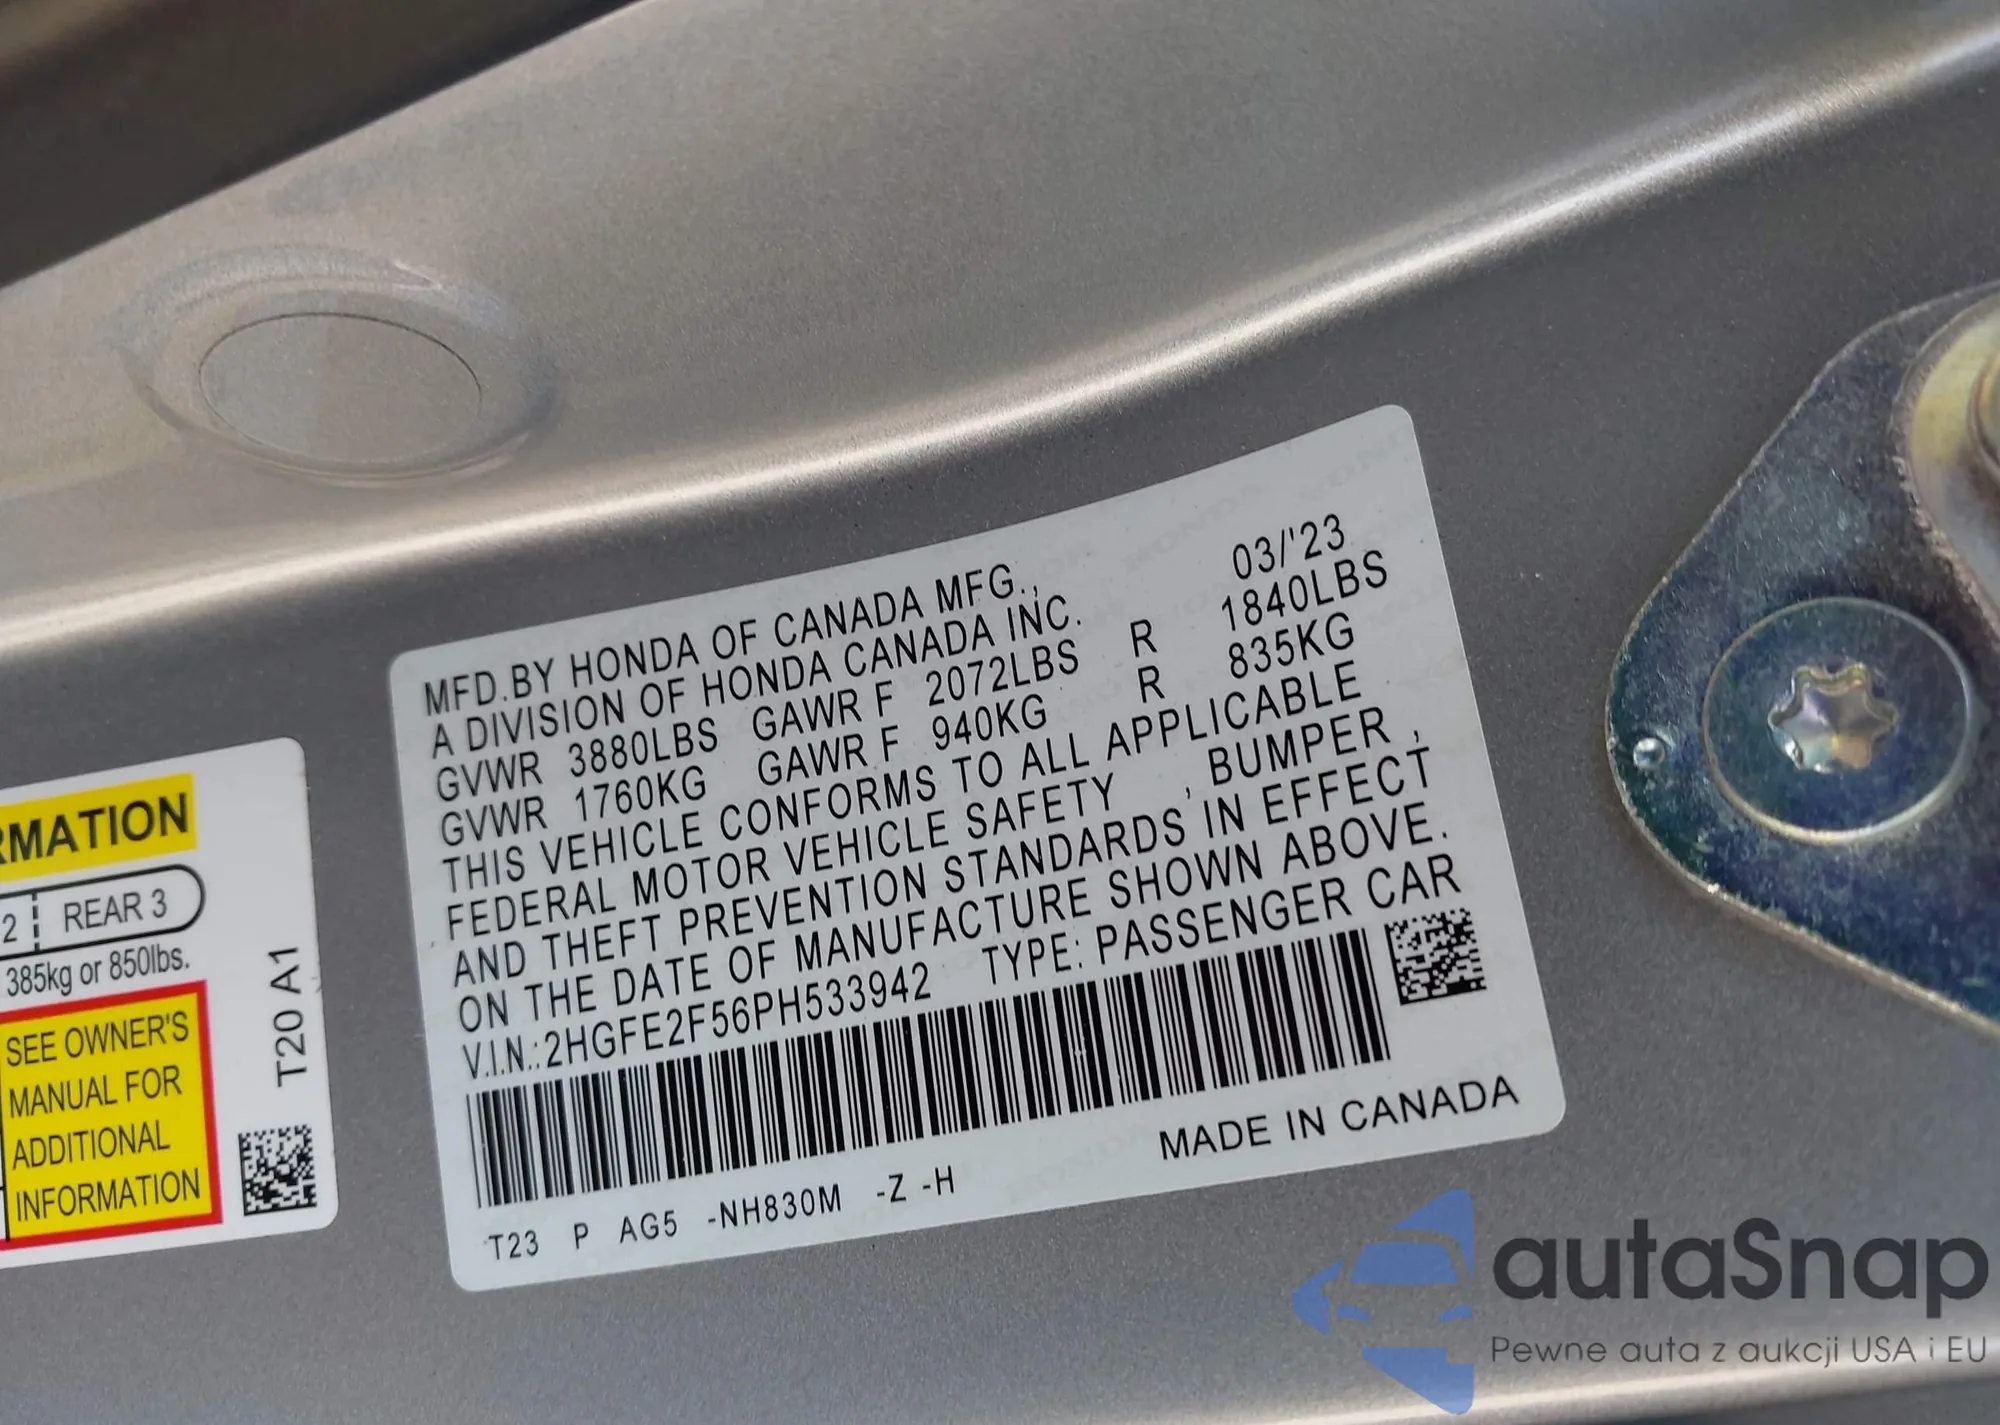 RMATION
2 REAR 3
385kg or 850lbs.
SEE OWNER'S
MANUAL FOR
ADDITIONAL
INFORMATION
T20 A1
MFD.BY HONDA OF CANADA MFG., 03/'23
A DIVISION OF HONDA CANADA INC.
GVWR 3880LBS GAWR F 2072LBS R 1840LBS
GVWR 1760KG GAWR F 940KG R 835KG
THIS VEHICLE CONFORMS TO ALL APPLICABLE
FEDERAL MOTOR VEHICLE SAFETY , BUMPER ,
AND THEFT PREVENTION STANDARDS IN EFFECT
ON THE DATE OF MANUFACTURE SHOWN ABOVE.
V.I.N.:2HGFE2F56PH533942 TYPE: PASSENGER CAR
MADE IN CANADA
T23 P AG5 -NH830M -Z -H
autaSnap
Pewne auta z aukcji USA i EU